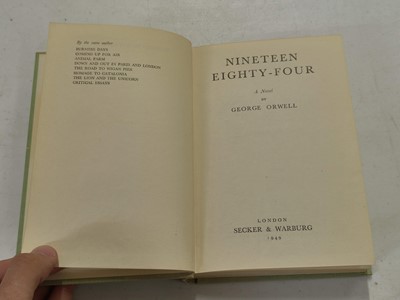 By the same author
BURMESE DAYS
COMING UP FOR AIR
ANIMAL FARM
DOWN AND OUT IN PARIS AND LONDON
THE ROAD TO WIGAN PIER
HOMAGE TO CATALONIA
THE LION AND THE UNICORN
CRITICAL ESSAYS
NINETEEN
EIGHTY-FOUR
A Novel
BY
GEORGE ORWELL
LONDON
SECKER & WARBURG